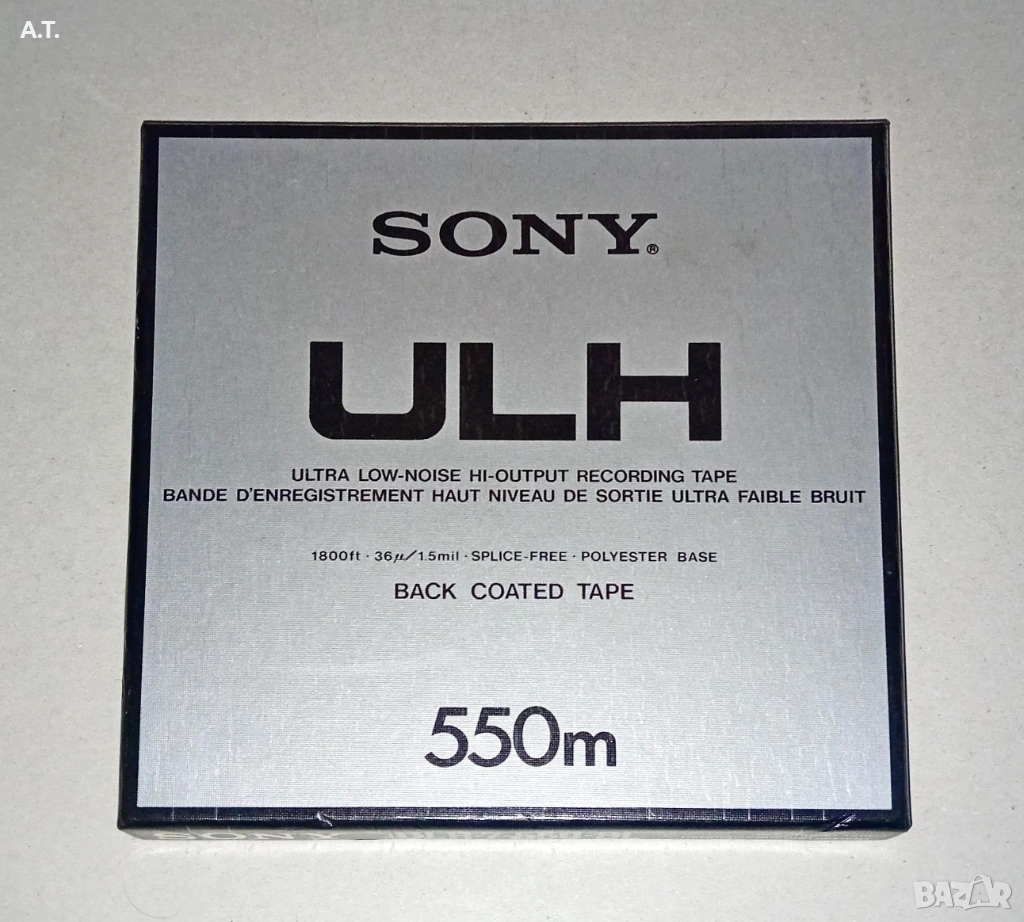 A.T.
SONY®
ULH
ULTRA LOW-NOISE HI-OUTPUT RECORDING TAPE
BANDE D'ENREGISTREMENT HAUT NIVEAU DE SORTIE ULTRA FAIBLE BRUIT
1800ft · 36μ/1.5mil · SPLICE-FREE · POLYESTER BASE
BACK COATED TAPE
550m
SONY
BAZAR